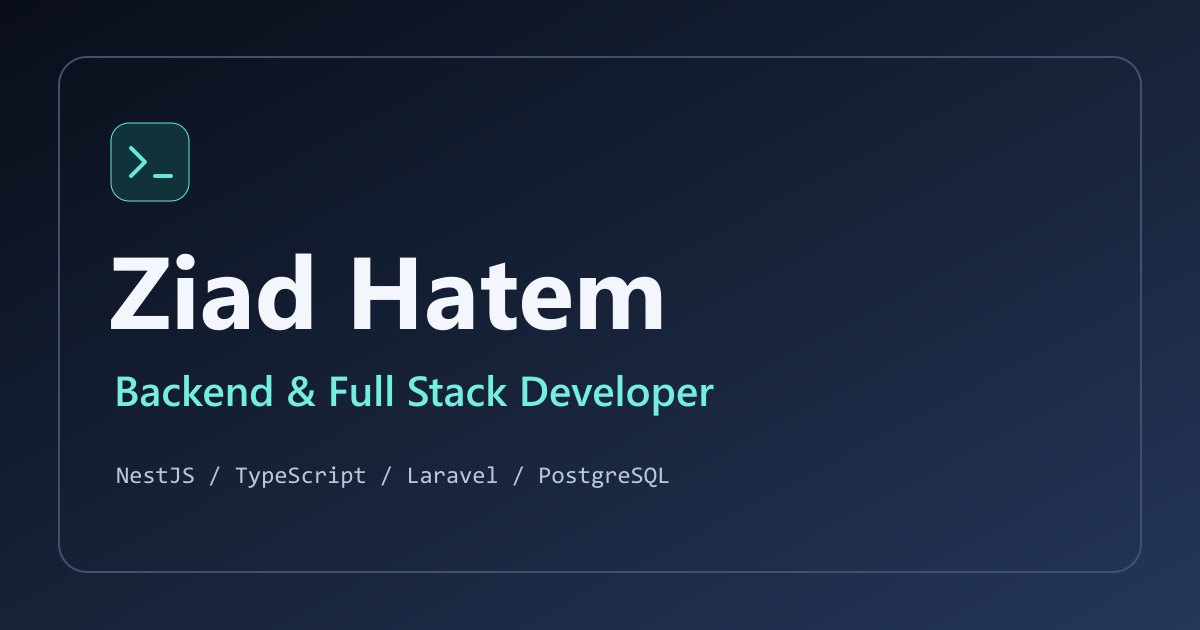 Ziad Hatem
Backend & Full Stack Developer
NestJS / TypeScript / Laravel / PostgreSQL